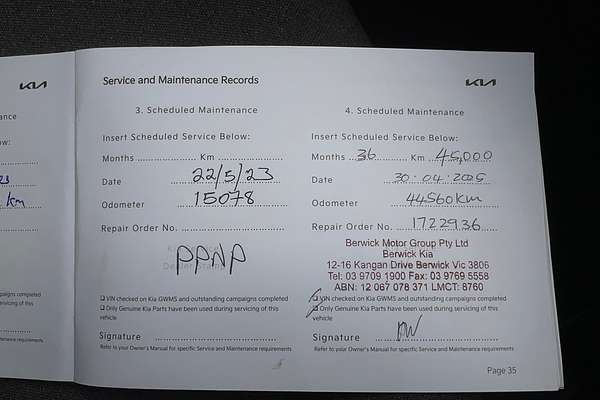 Service and Maintenance Records
KIA
3. Scheduled Maintenance
Insert Scheduled Service Below:
Months .................... Km ....................
Date 22/5/23
Odometer 15078
Repair Order No. ....................
PPNP
❑ VIN checked on Kia GWMS and outstanding campaigns completed
❑ Only Genuine Kia Parts have been used during servicing of this
vehicle
Signature
Refer to your Owner's Manual for specific Service and Maintenance requirements
4. Scheduled Maintenance
Insert Scheduled Service Below:
Months 36 Km 45,000
Date 30.04.2025
Odometer 44560Km
Repair Order No. 1722936
Berwick Motor Group Pty Ltd
Berwick Kia
12-16 Kangan Drive Berwick Vic 3806
Tel: 03 9709 1900 Fax: 03 9769 5558
ABN: 12 067 078 371 LMCT: 8760
❑ VIN checked on Kia GWMS and outstanding campaigns completed
❑ Only Genuine Kia Parts have been used during servicing of this
vehicle
Signature
Refer to your Owner's Manual for specific Service and Maintenance requirements
Page 35